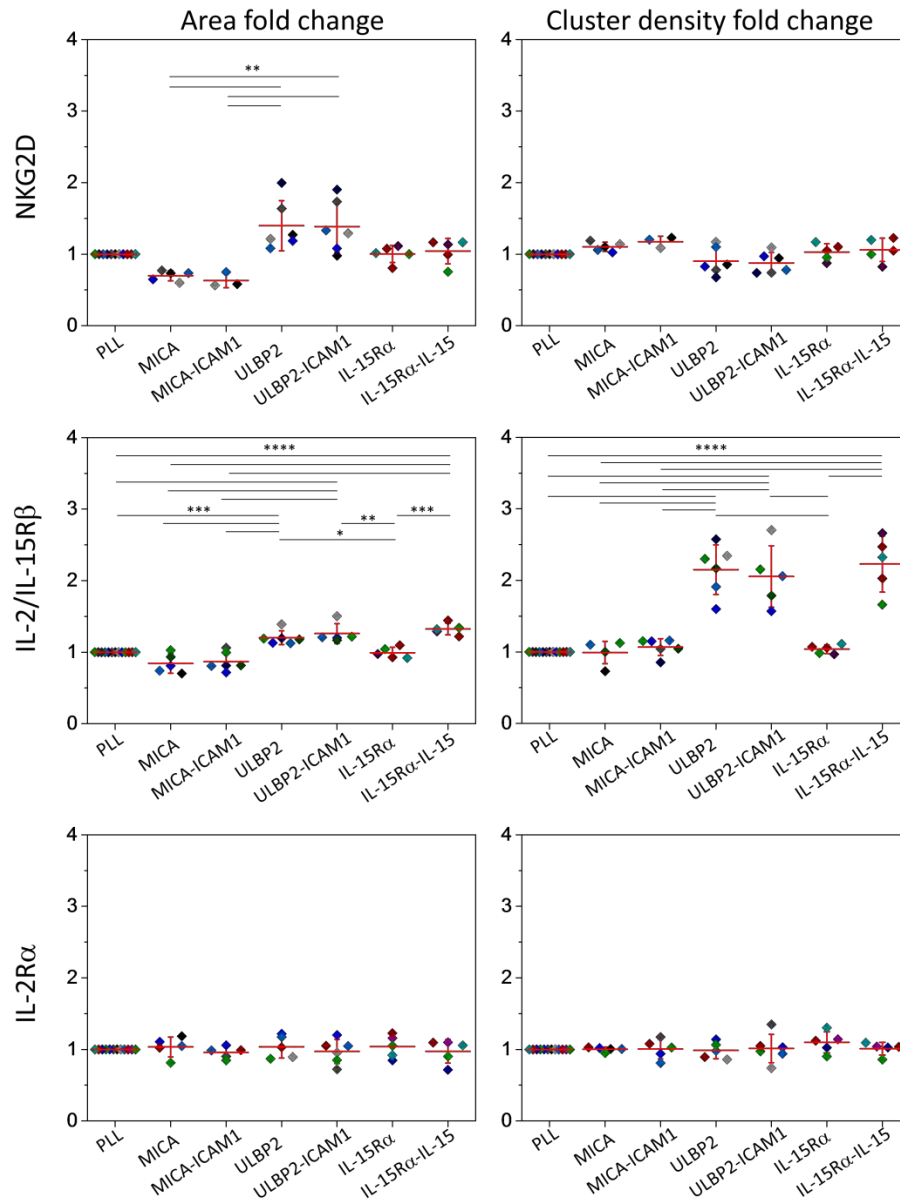 Area fold change
Cluster density fold change
NKG2D
4
3
2
1
0
**
PLL
MICA
MICA-ICAM1
ULBP2
ULBP2-ICAM1
IL-15Rα
IL-15Rα-IL-15
4
3
2
1
0
PLL
MICA
MICA-ICAM1
ULBP2
ULBP2-ICAM1
IL-15Rα
IL-15Rα-IL-15
IL-2/IL-15Rβ
4
3
2
1
0
****
***
**
***
*
PLL
MICA
MICA-ICAM1
ULBP2
ULBP2-ICAM1
IL-15Rα
IL-15Rα-IL-15
4
3
2
1
0
****
PLL
MICA
MICA-ICAM1
ULBP2
ULBP2-ICAM1
IL-15Rα
IL-15Rα-IL-15
IL-2Rα
4
3
2
1
0
PLL
MICA
MICA-ICAM1
ULBP2
ULBP2-ICAM1
IL-15Rα
IL-15Rα-IL-15
4
3
2
1
0
PLL
MICA
MICA-ICAM1
ULBP2
ULBP2-ICAM1
IL-15Rα
IL-15Rα-IL-15